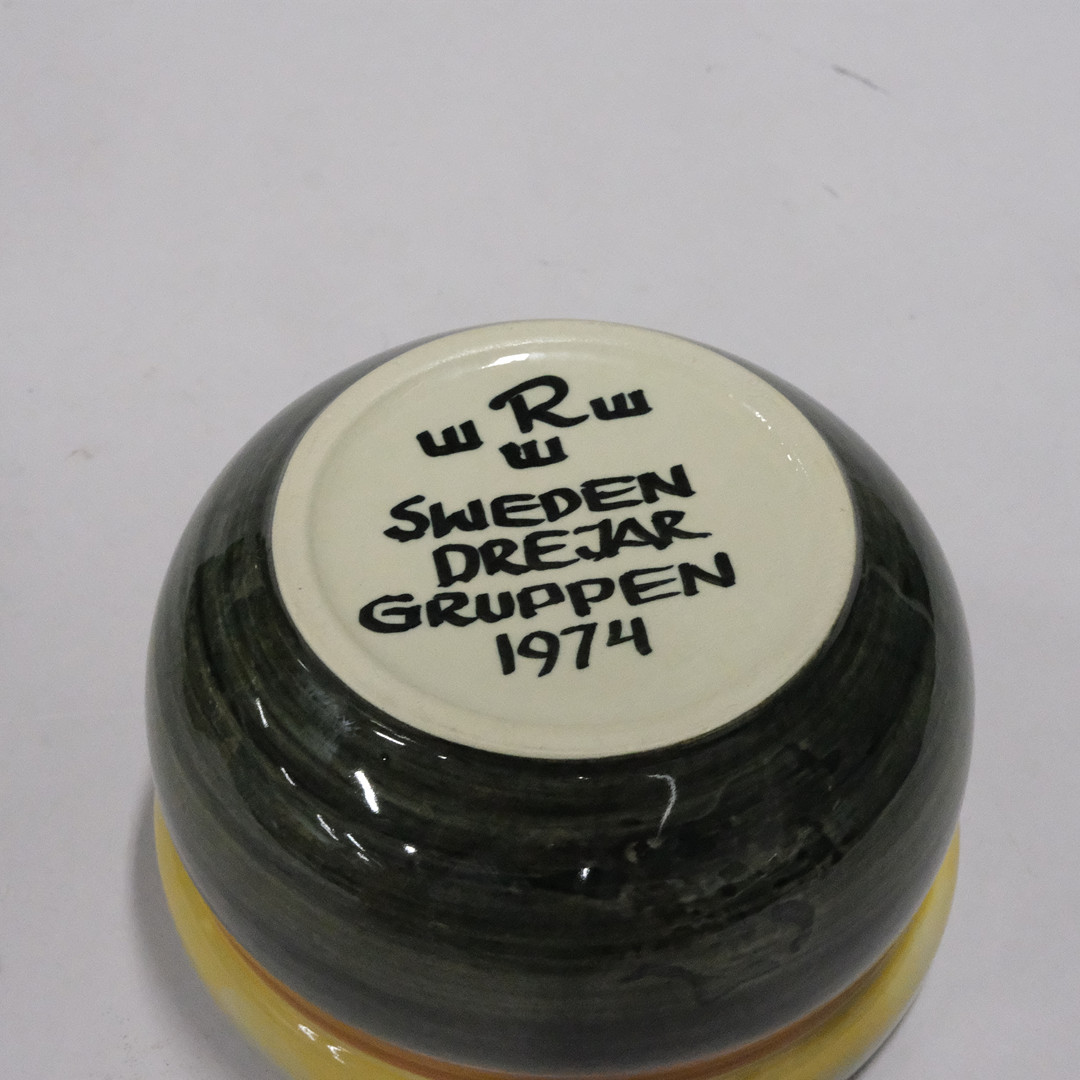 R
SWEDEN
DREJAR
GRUPPEN
1974